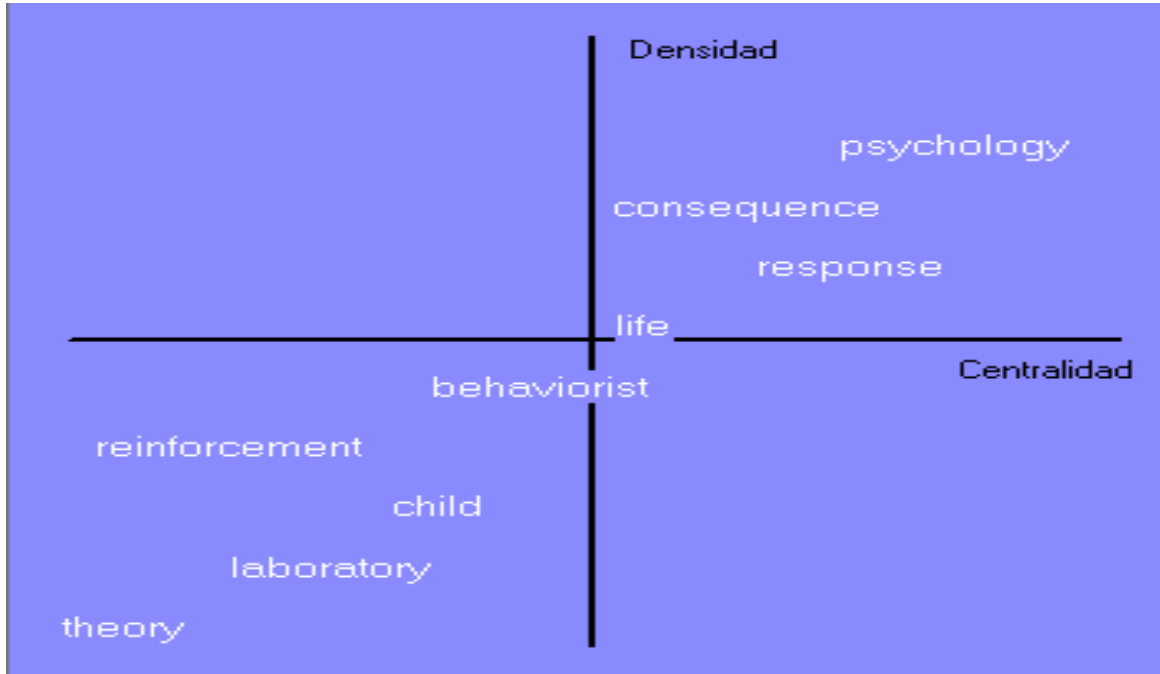 Densidad
psychology
consequence
response
life
Centralidad
behaviorist
reinforcement
child
laboratory
theory